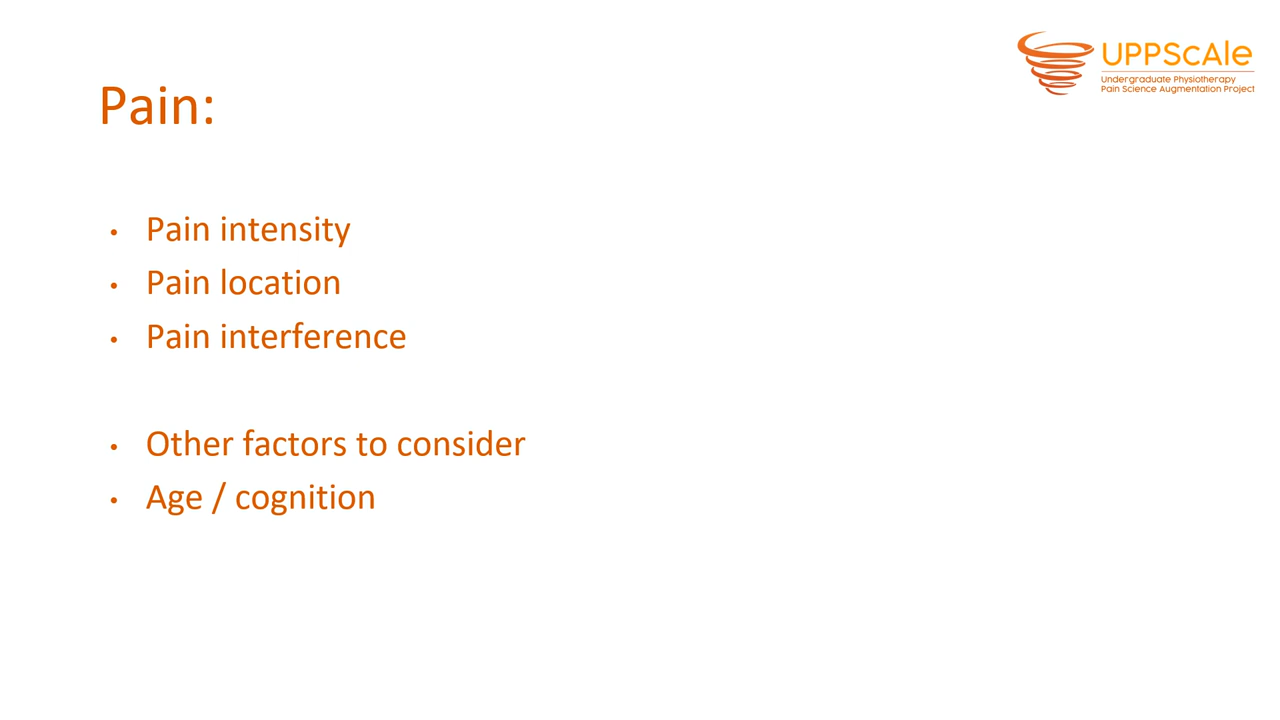 UPPScAle
Undergraduate Physiotherapy
Pain Science Augmentation Project
Pain:
• Pain intensity
• Pain location
• Pain interference
• Other factors to consider
• Age / cognition